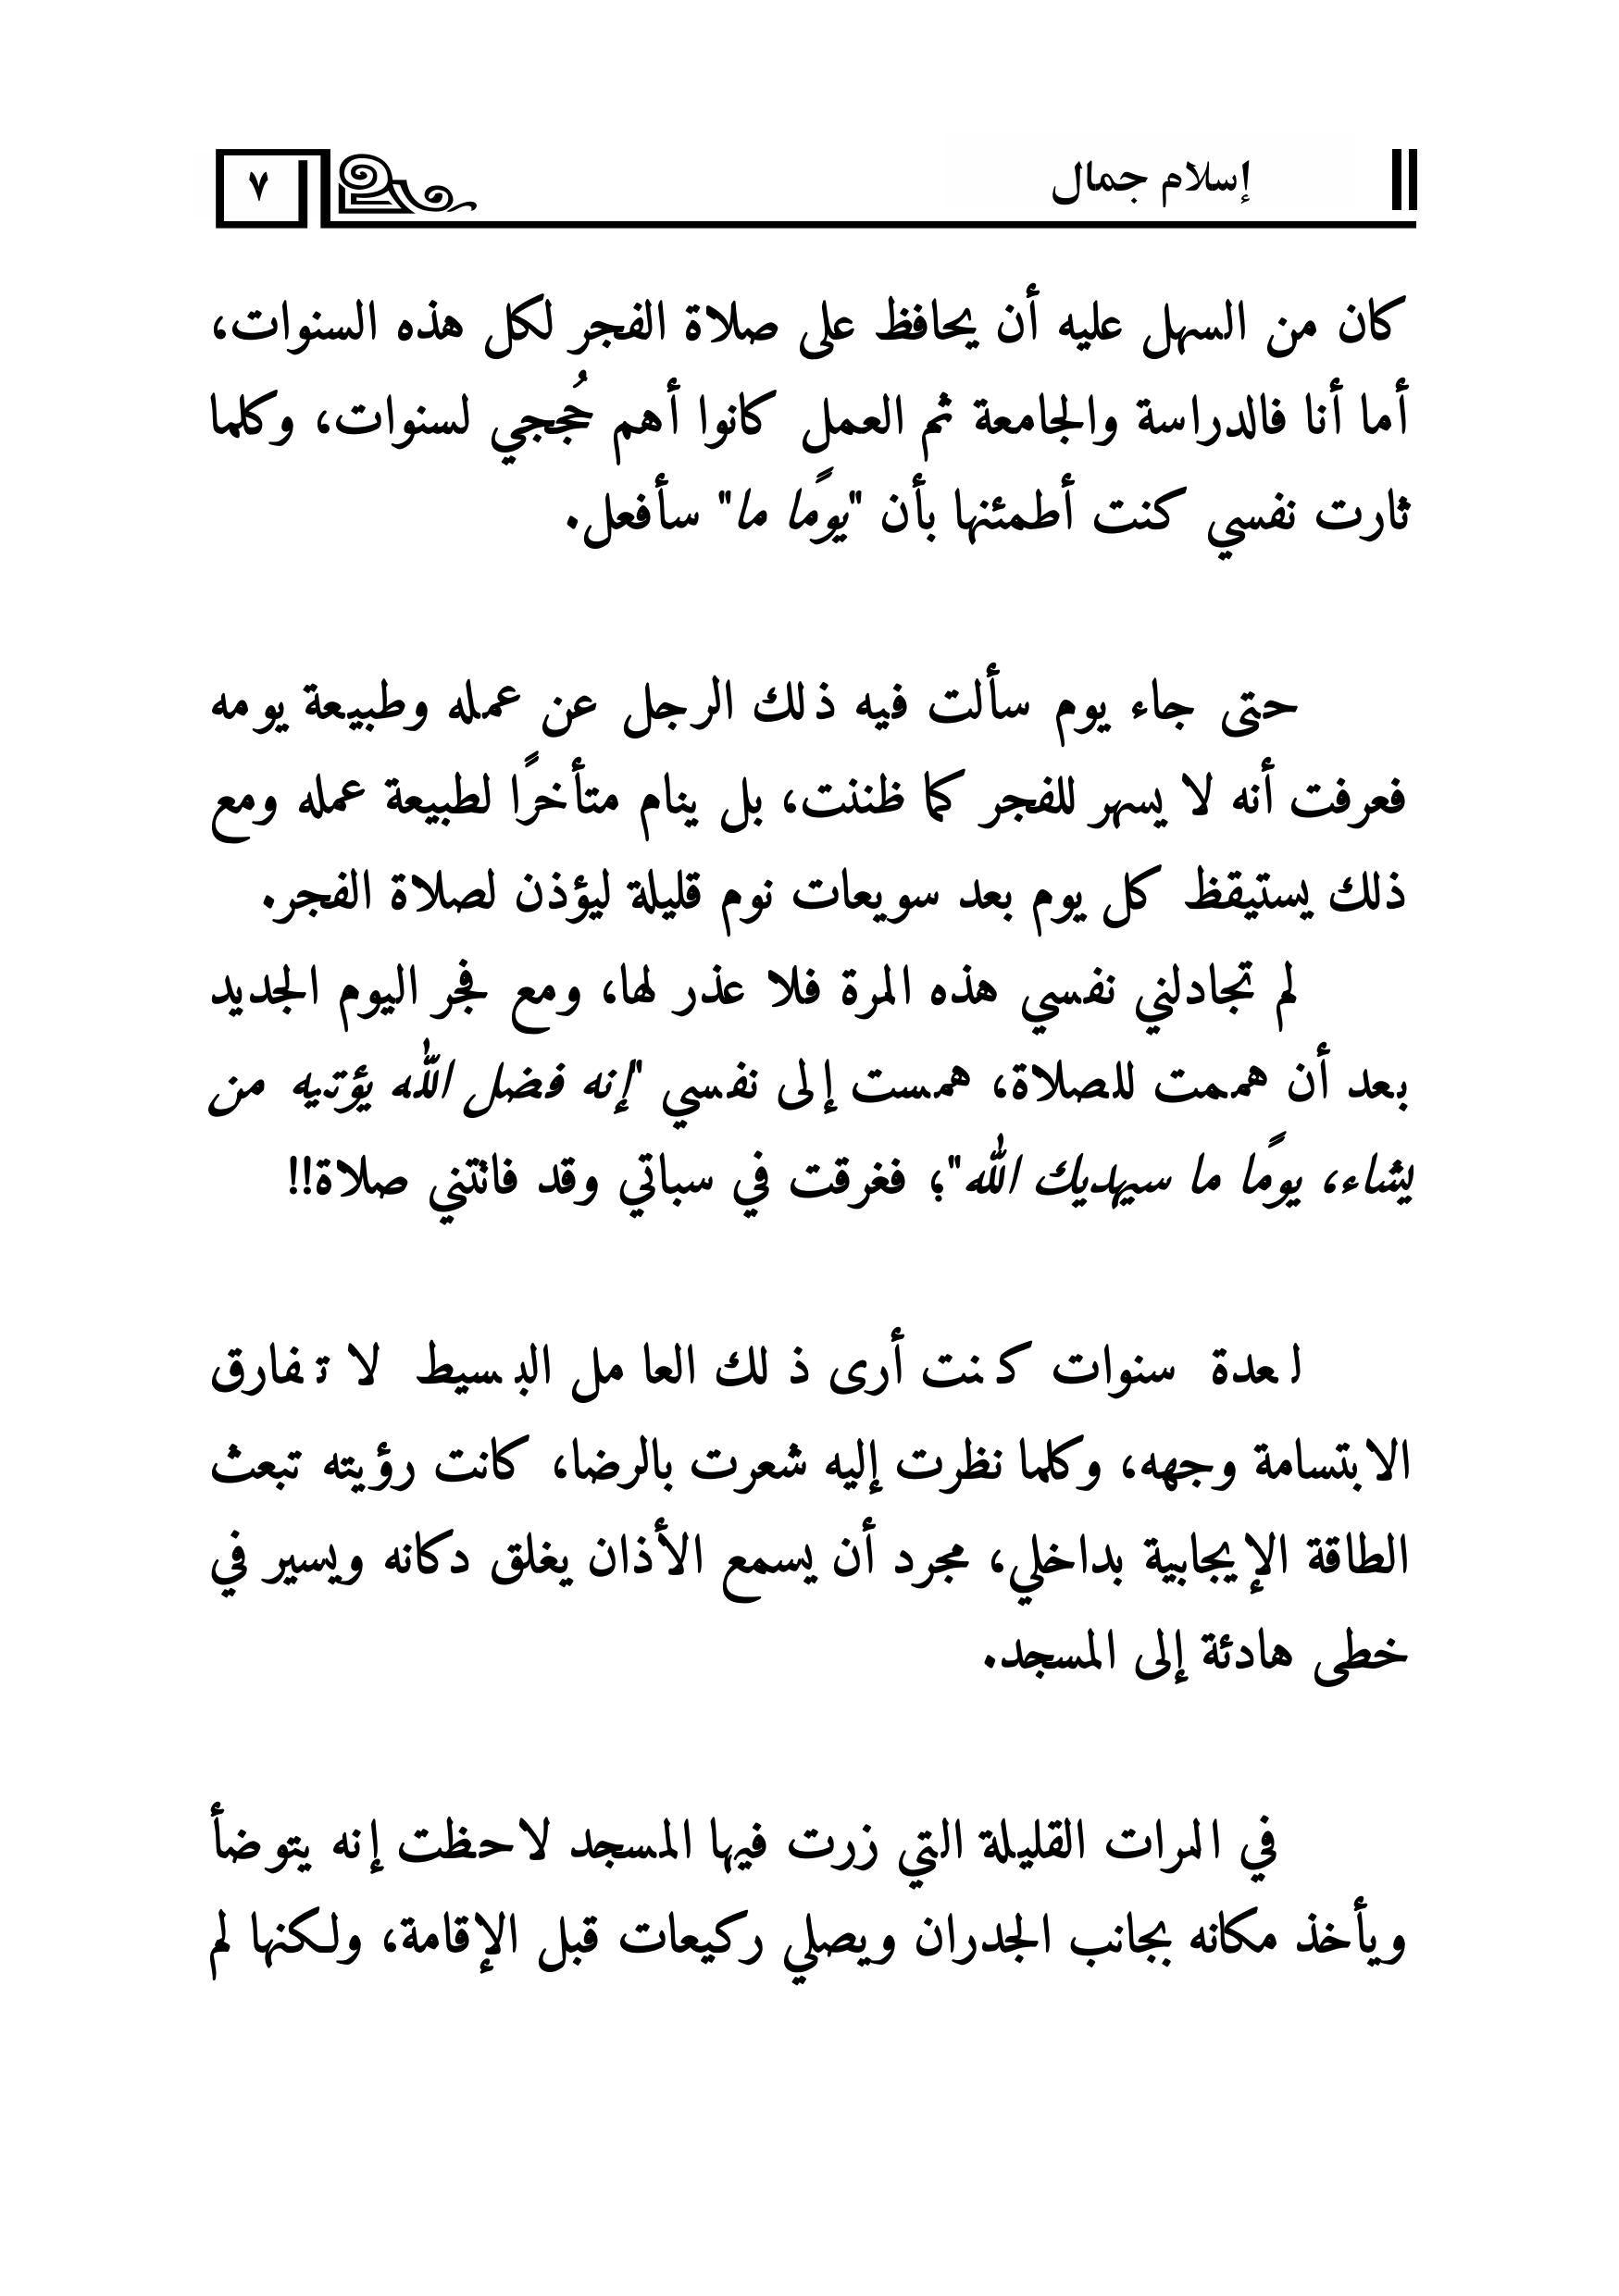 إسلام جمال
٧
كان من السهل عليه أن يحافظ على صلاة الفجر لكل هذه السنوات،
أما أنا فالدراسة والجامعة ثم العمل كانوا أهم حُججي لسنوات، وكلما
ثارت نفسي كنت أطمئنها بأن "يومًا ما" سأفعل.
حتى جاء يوم سألت فيه ذلك الرجل عن عمله وطبيعة يومه
فعرفت أنه لا يسهر للفجر كما ظننت، بل ينام متأخرًا لطبيعة عمله ومع
ذلك يستيقظ كل يوم بعد سويعات نوم قليلة ليؤذن لصلاة الفجر.
لم تجادلني نفسي هذه المرة فلا عذر لها، ومع فجر اليوم الجديد
بعد أن هممت للصلاة، همست إلى نفسي "إنه فضل الله يؤتيه من
يشاء، يومًا ما سيهديك الله"؛ فغرقت في سباتي وقد فاتتني صلاة!!
لعدة سنوات كنت أرى ذلك العامل البسيط لا تفارق
الابتسامة وجهه، وكلما نظرت إليه شعرت بالرضا، كانت رؤيته تبعث
الطاقة الإيجابية بداخلي، مجرد أن يسمع الأذان يغلق دكانه ويسير في
خطى هادئة إلى المسجد.
في المرات القليلة التي زرت فيها المسجد لاحظت إنه يتوضأ
ويأخذ مكانه بجانب الجدران ويصلي ركيعات قبل الإقامة، ولكنها لم